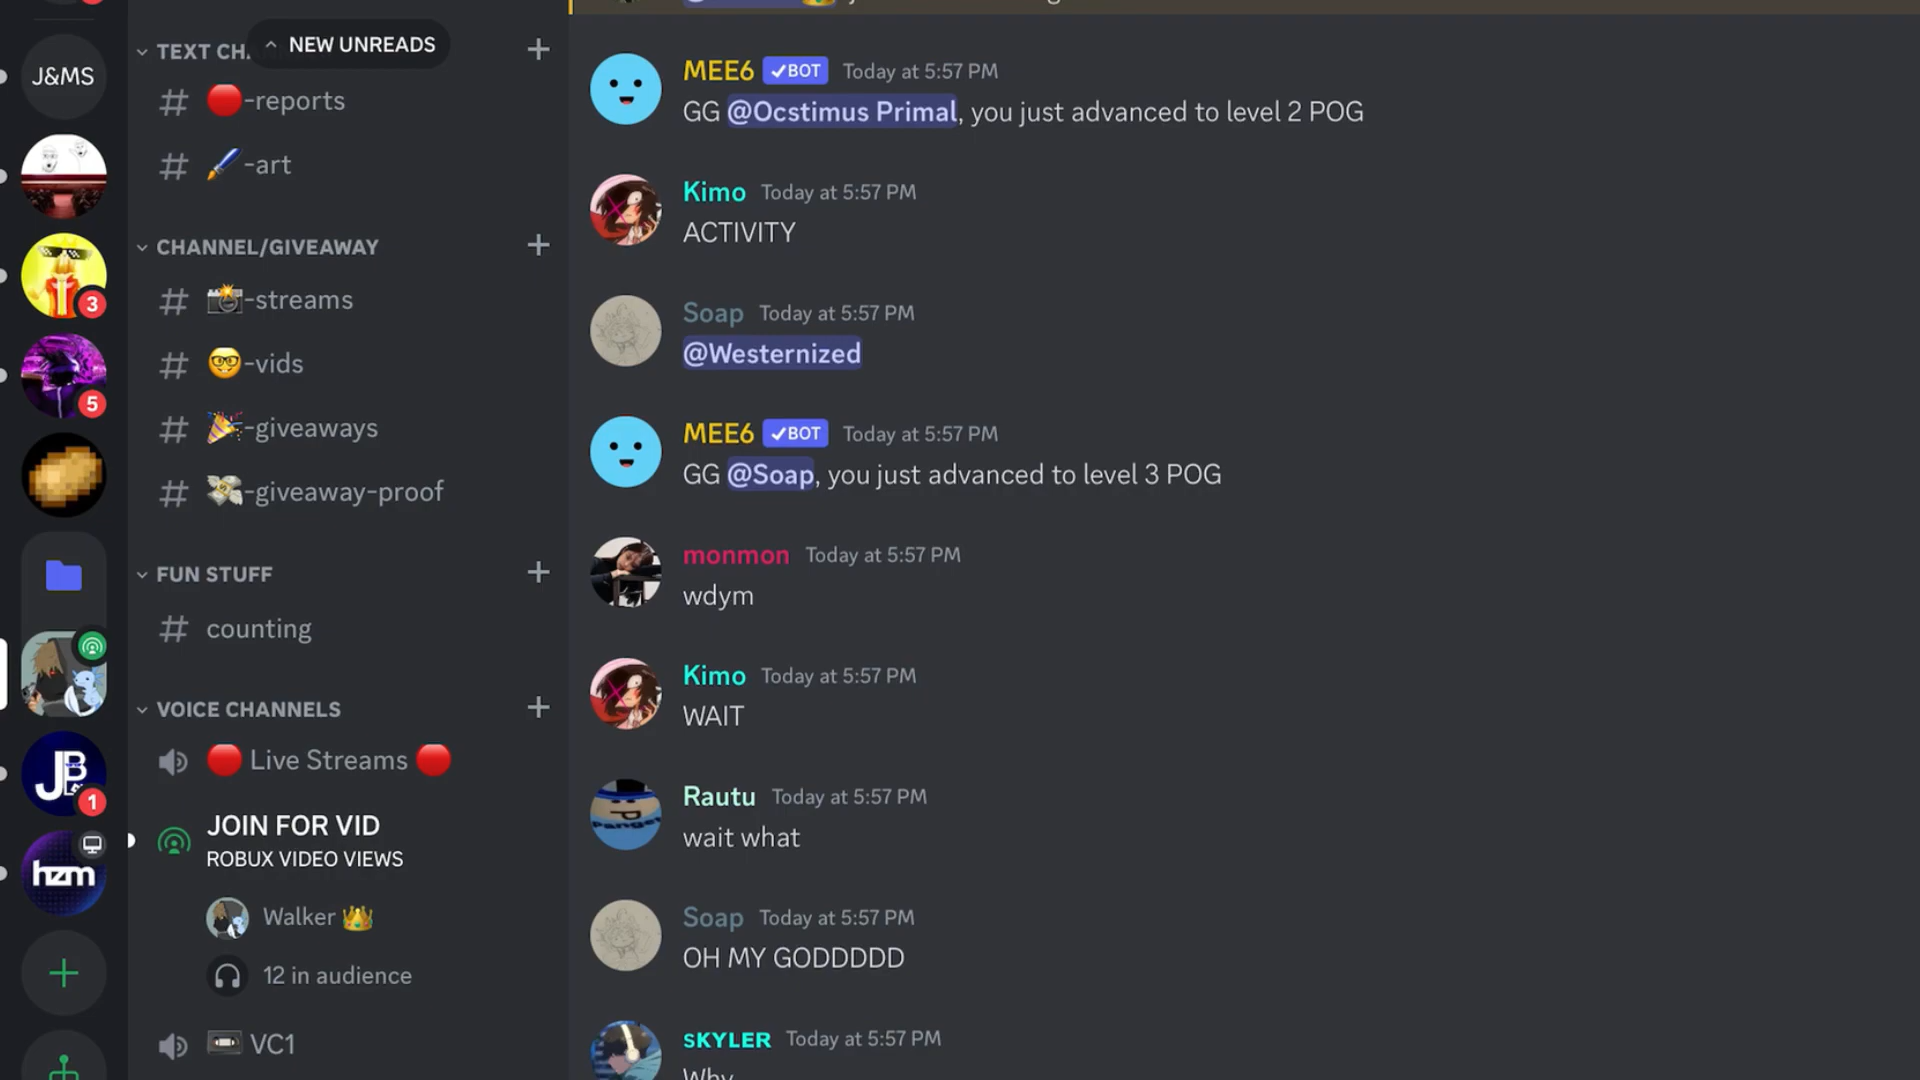 J&MS
3
5
JB
1
hzm
TEXT CH
NEW UNREADS
-reports
-art
CHANNEL/GIVEAWAY
-streams
-vids
-giveaways
-giveaway-proof
FUN STUFF
counting
VOICE CHANNELS
Live Streams
JOIN FOR VID
ROBUX VIDEO VIEWS
Walker
12 in audience
VC1
MEE6 ✓BOT Today at 5:57 PM
GG @Ocstimus Primal, you just advanced to level 2 POG
Kimo Today at 5:57 PM
ACTIVITY
Soap Today at 5:57 PM
@Westernized
MEE6 ✓BOT Today at 5:57 PM
GG @Soap, you just advanced to level 3 POG
monmon Today at 5:57 PM
wdym
Kimo Today at 5:57 PM
WAIT
Rautu Today at 5:57 PM
wait what
Soap Today at 5:57 PM
OH MY GODDDDD
sKYLER Today at 5:57 PM
Why